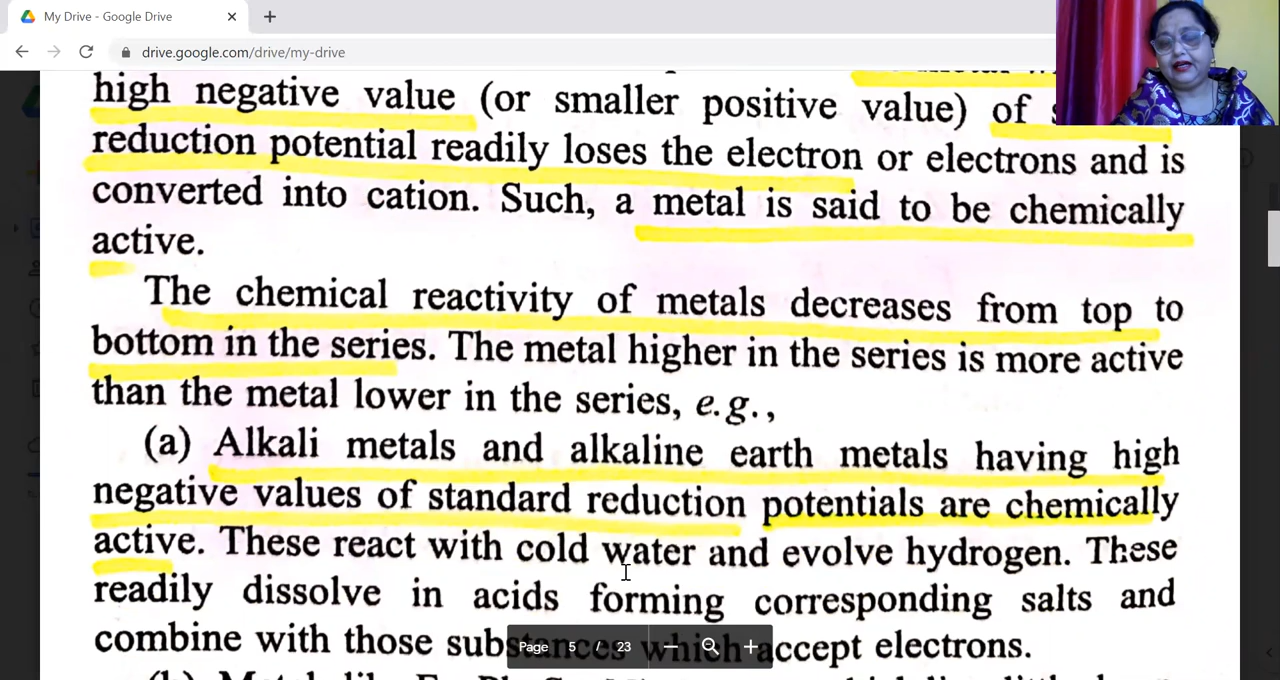 My Drive - Google Drive
drive.google.com/drive/my-drive
high negative value (or smaller positive value) of
reduction potential readily loses the electron or electrons and is
converted into cation. Such, a metal is said to be chemically
active.
The chemical reactivity of metals decreases from top to
bottom in the series. The metal higher in the series is more active
than the metal lower in the series, e.g.,
(a) Alkali metals and alkaline earth metals having high
negative values of standard reduction potentials are chemically
active. These react with cold water and evolve hydrogen. These
readily dissolve in acids forming corresponding salts and
combine with those substances which accept electrons.
Page 5 / 23